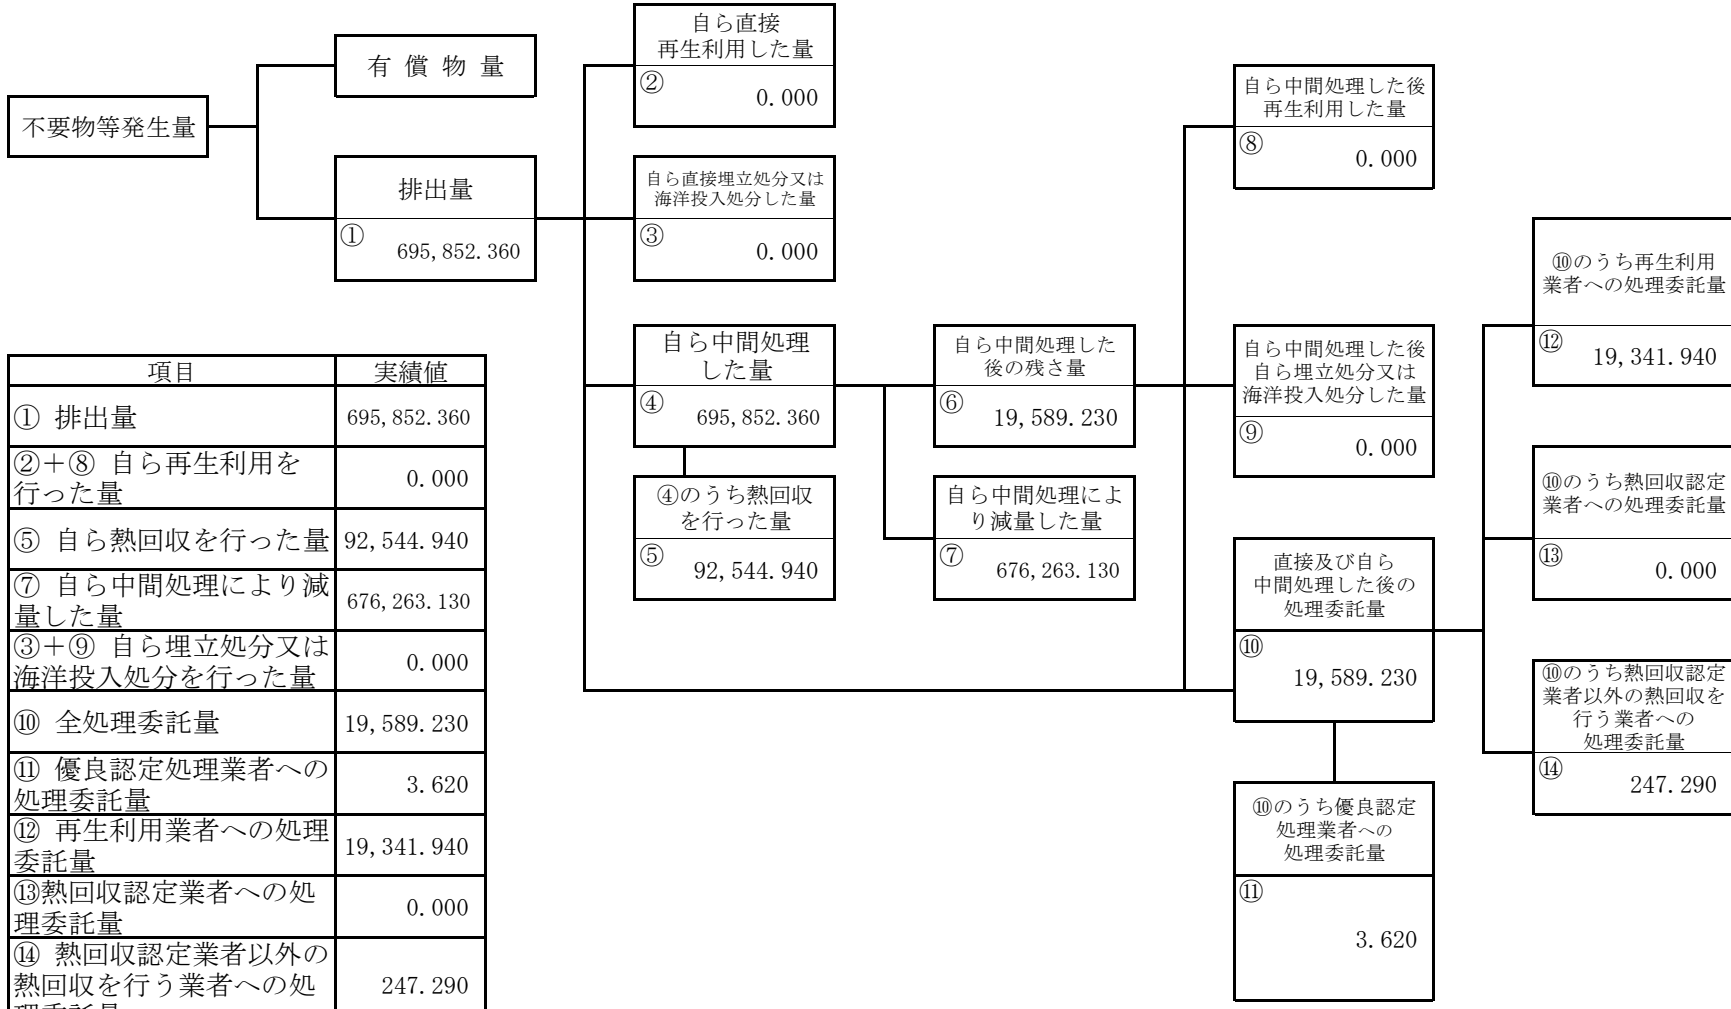 不要物等発生量
有 償 物 量
排出量
①
695,852.360
自ら直接
再生利用した量
②
0.000
自ら直接埋立処分又は
海洋投入処分した量
③
0.000
自ら中間処理
した量
④
695,852.360
④のうち熱回収
を行った量
⑤
92,544.940
自ら中間処理した
後の残さ量
⑥
19,589.230
自ら中間処理によ
り減量した量
⑦
676,263.130
自ら中間処理した後
再生利用した量
⑧
0.000
自ら中間処理した後
自ら埋立処分又は
海洋投入処分した量
⑨
0.000
直接及び自ら
中間処理した後の
処理委託量
⑩
19,589.230
⑩のうち優良認定
処理業者への
処理委託量
⑪
3.620
⑩のうち再生利用
業者への処理委託量
⑫
19,341.940
⑩のうち熱回収認定
業者への処理委託量
⑬
0.000
⑩のうち熱回収認定
業者以外の熱回収を
行う業者への
処理委託量
⑭
247.290
項目 実績値
① 排出量 695,852.360
②+⑧ 自ら再生利用を
行った量
0.000
⑤ 自ら熱回収を行った量 92,544.940
⑦ 自ら中間処理により減
量した量
676,263.130
③+⑨ 自ら埋立処分又は
海洋投入処分を行った量
0.000
⑩ 全処理委託量 19,589.230
⑪ 優良認定処理業者への
処理委託量
3.620
⑫ 再生利用業者への処理
委託量
19,341.940
⑬熱回収認定業者への処
理委託量
0.000
⑭ 熱回収認定業者以外の
熱回収を行う業者への処
247.290